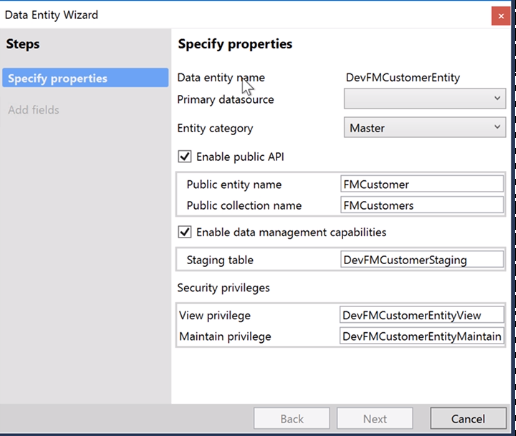 Data Entity Wizard
Steps
Specify properties
Add fields
Specify properties
Data entity name DevFMCustomerEntity
Primary datasource
Entity category Master
Enable public API
Public entity name FMCustomer
Public collection name FMCustomers
Enable data management capabilities
Staging table DevFMCustomerStaging
Security privileges
View privilege DevFMCustomerEntityView
Maintain privilege DevFMCustomerEntityMaintain
Back Next Cancel